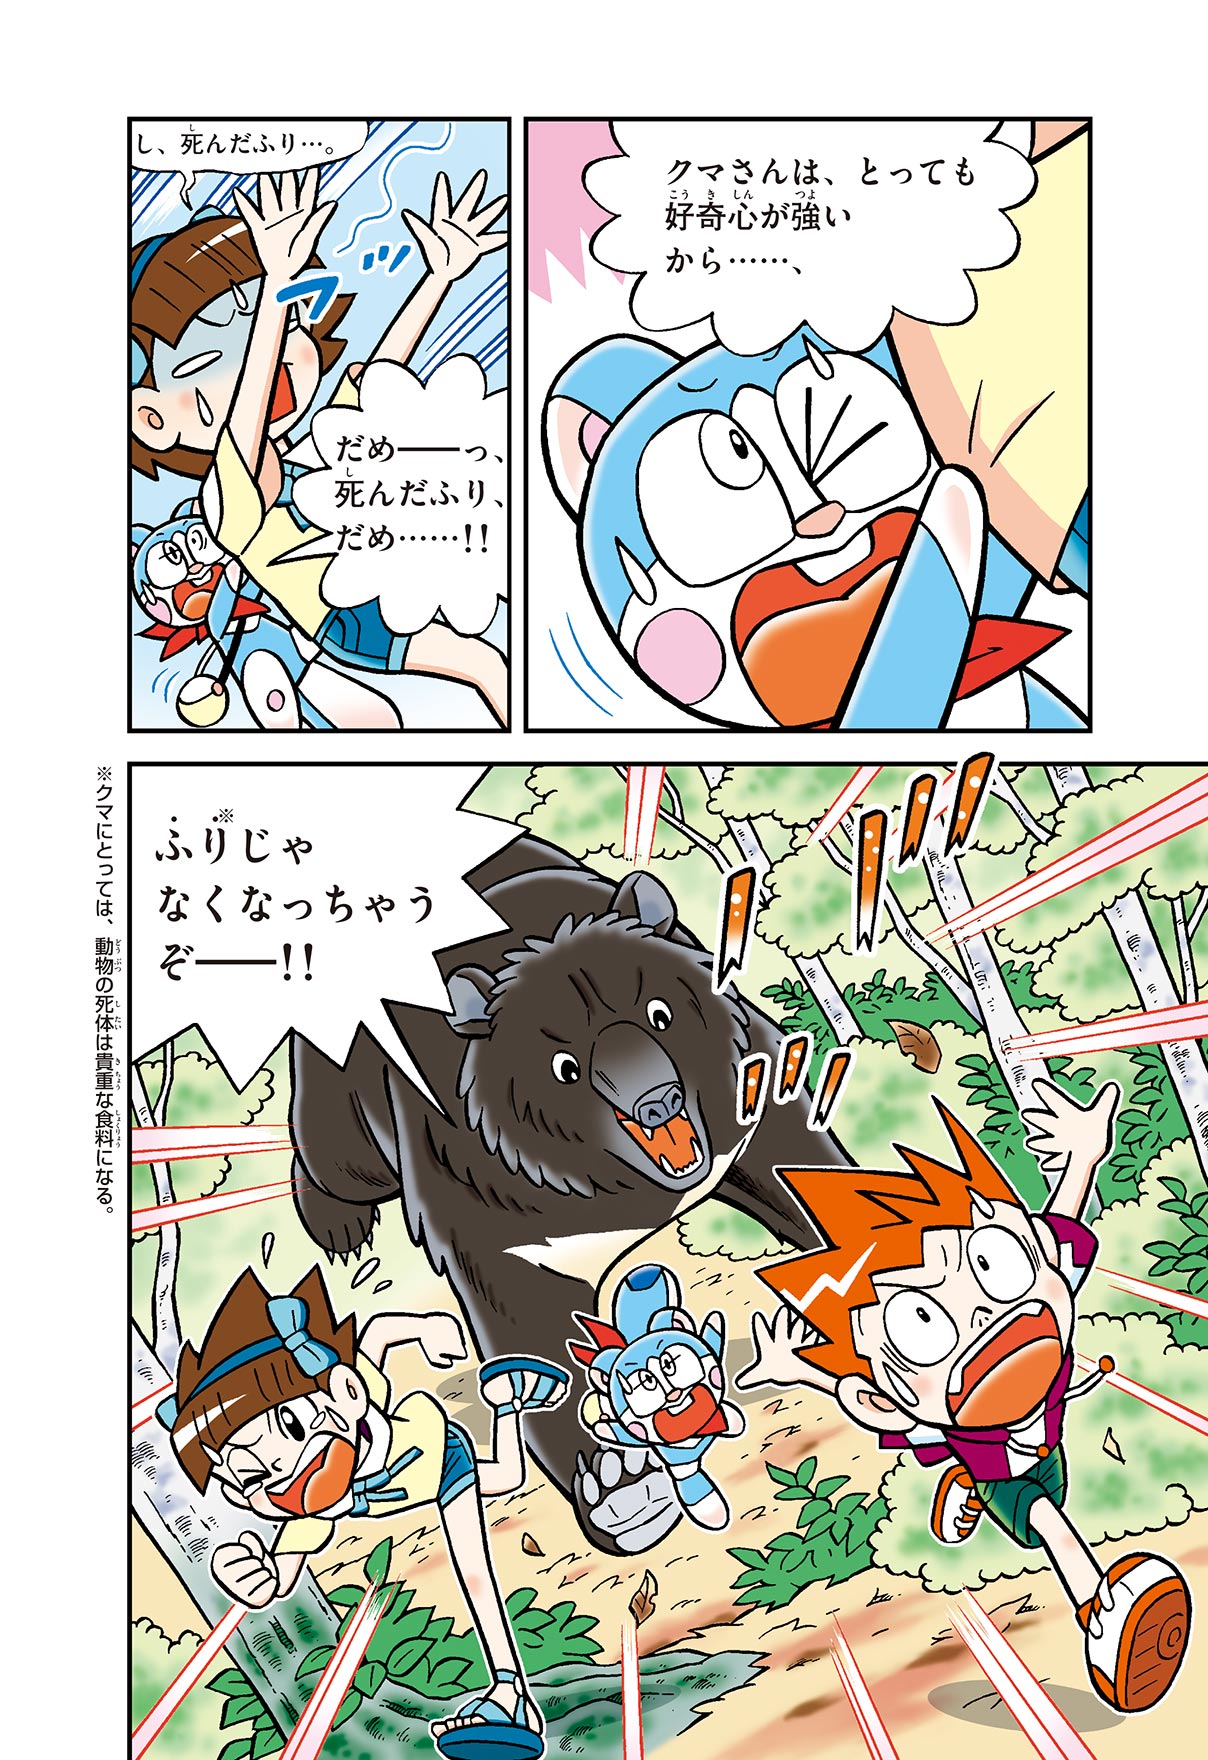 し、死んだふり…。
フッ
だめ――っ、
死んだふり、
だめ……!!
クマさんは、とっても
好奇心が強い
から……、
ふり※じゃ
なくなっちゃう
ぞ――!!
※クマにとっては、動物の死体は貴重な食料になる。